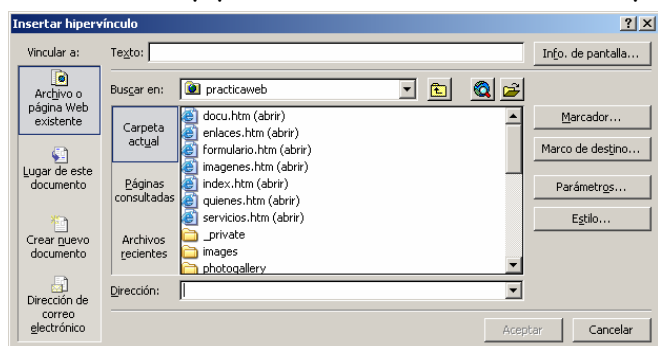 Insertar hipervínculo
Vincular a:
Texto:
Info. de pantalla...
Archivo o
página Web
existente
Lugar de este
documento
Crear nuevo
documento
Dirección de
correo
electrónico
Buscar en:
practicaweb
Carpeta
actual
Páginas
consultadas
Archivos
recientes
docu.htm (abrir)
enlaces.htm (abrir)
formulario.htm (abrir)
imagenes.htm (abrir)
index.htm (abrir)
quienes.htm (abrir)
servicios.htm (abrir)
_private
images
photogallery
Marcador...
Marco de destino...
Parámetros...
Estilo...
Dirección:
Aceptar
Cancelar